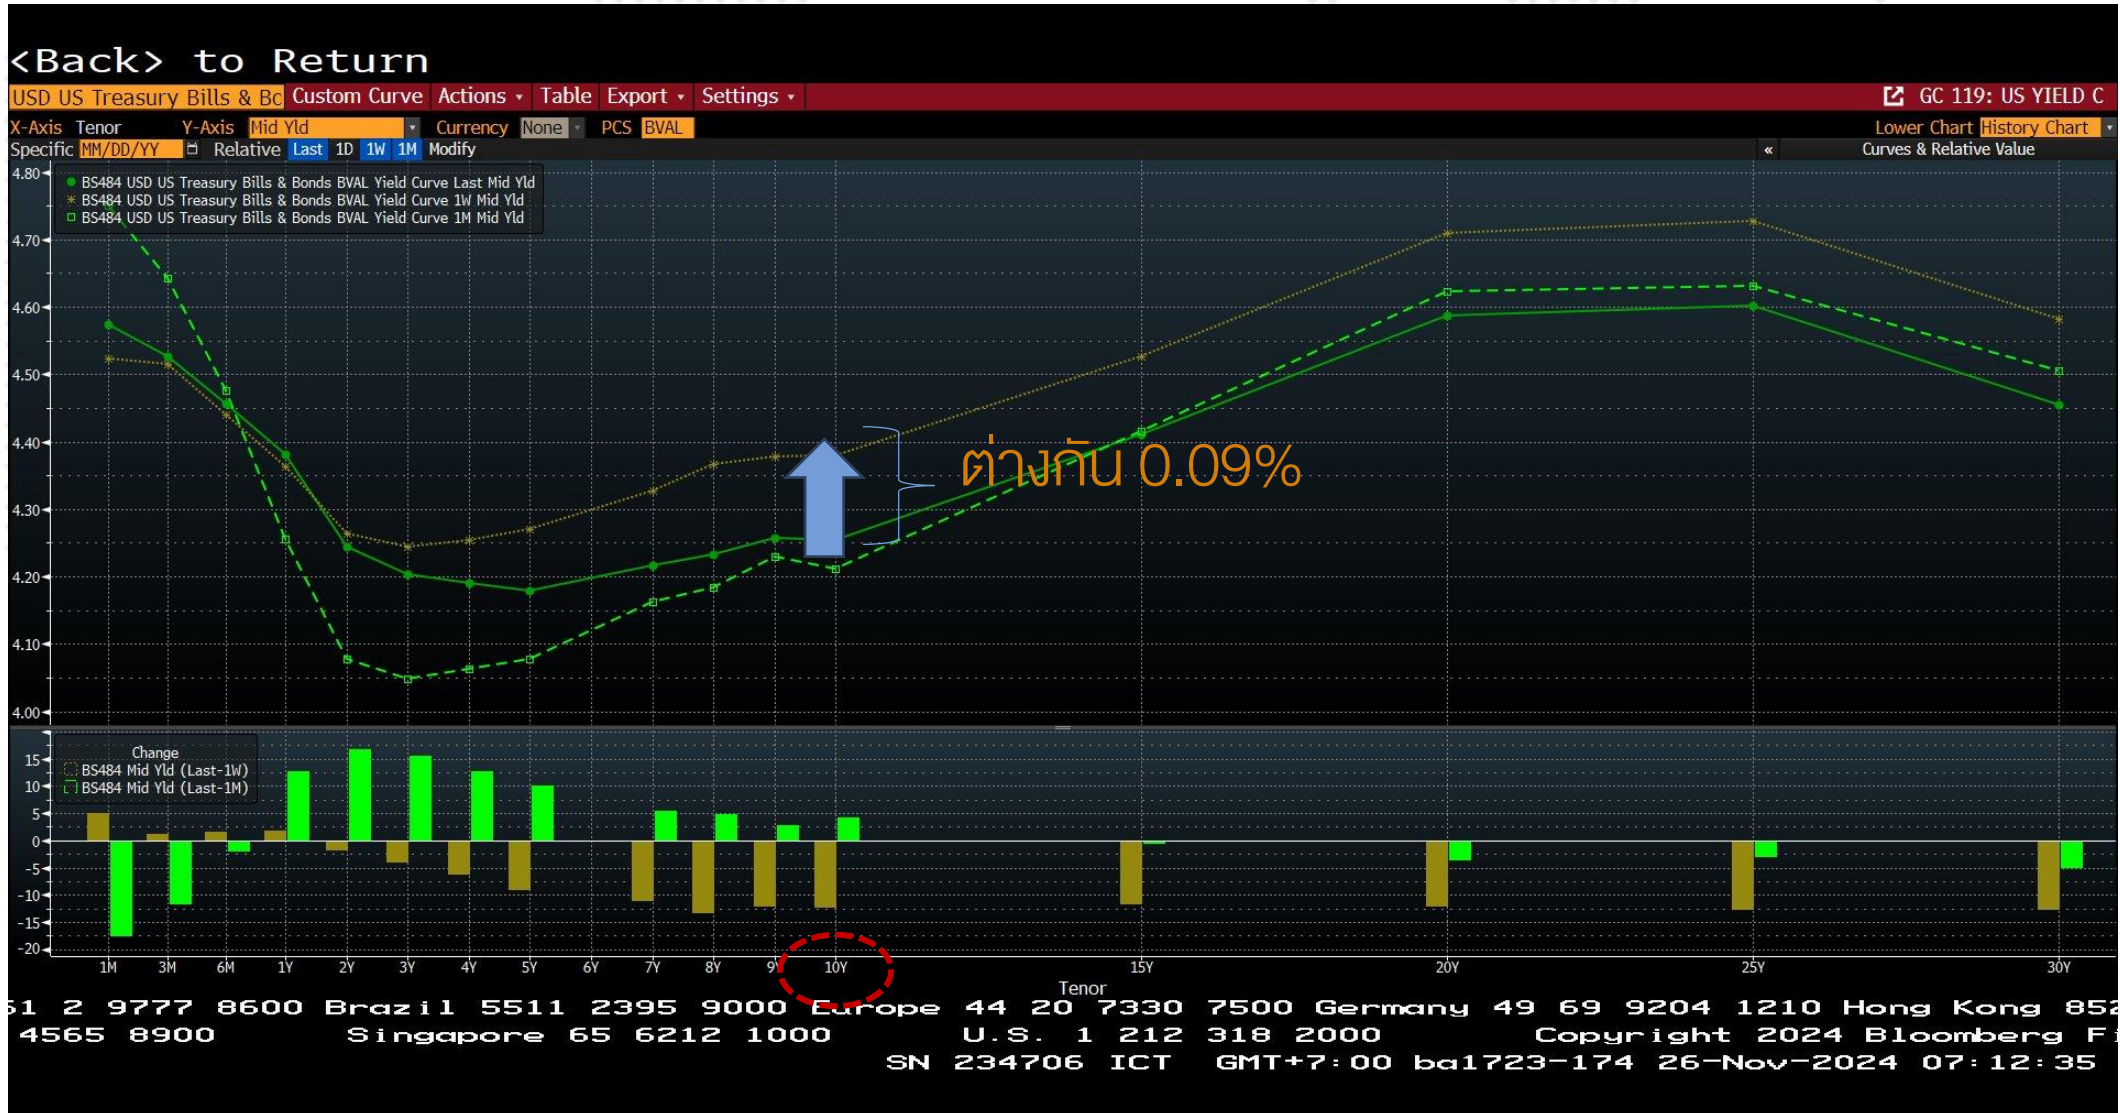 <Back> to Return
USD US Treasury Bills & Bc Custom Curve Actions Table Export Settings GC 119: US YIELD C
X-Axis Tenor Y-Axis Mid Yld Currency None PCS BVAL Lower Chart History Chart
Specific MM/DD/YY Relative Last 1D 1W 1M Modify « Curves & Relative Value
4.80
BS484 USD US Treasury Bills & Bonds BVAL Yield Curve Last Mid Yld
BS484 USD US Treasury Bills & Bonds BVAL Yield Curve 1W Mid Yld
BS484 USD US Treasury Bills & Bonds BVAL Yield Curve 1M Mid Yld
4.70
4.60
4.50
4.40
ต่างกัน 0.09%
4.30
4.20
4.10
4.00
Change
15
BS484 Mid Yld (Last-1W)
10
BS484 Mid Yld (Last-1M)
5
0
-5
-10
-15
-20
1M 3M 6M 1Y 2Y 3Y 4Y 5Y 6Y 7Y 8Y 9Y 10Y 15Y 20Y 25Y 30Y
Tenor
61 2 9777 8600 Brazil 5511 2395 9000 Europe 44 20 7330 7500 Germany 49 69 9204 1210 Hong Kong 852
4565 8900 Singapore 65 6212 1000 U.S. 1 212 318 2000 Copyright 2024 Bloomberg Fi
SN 234706 ICT GMT+7:00 ba1723-174 26-Nov-2024 07:12:35